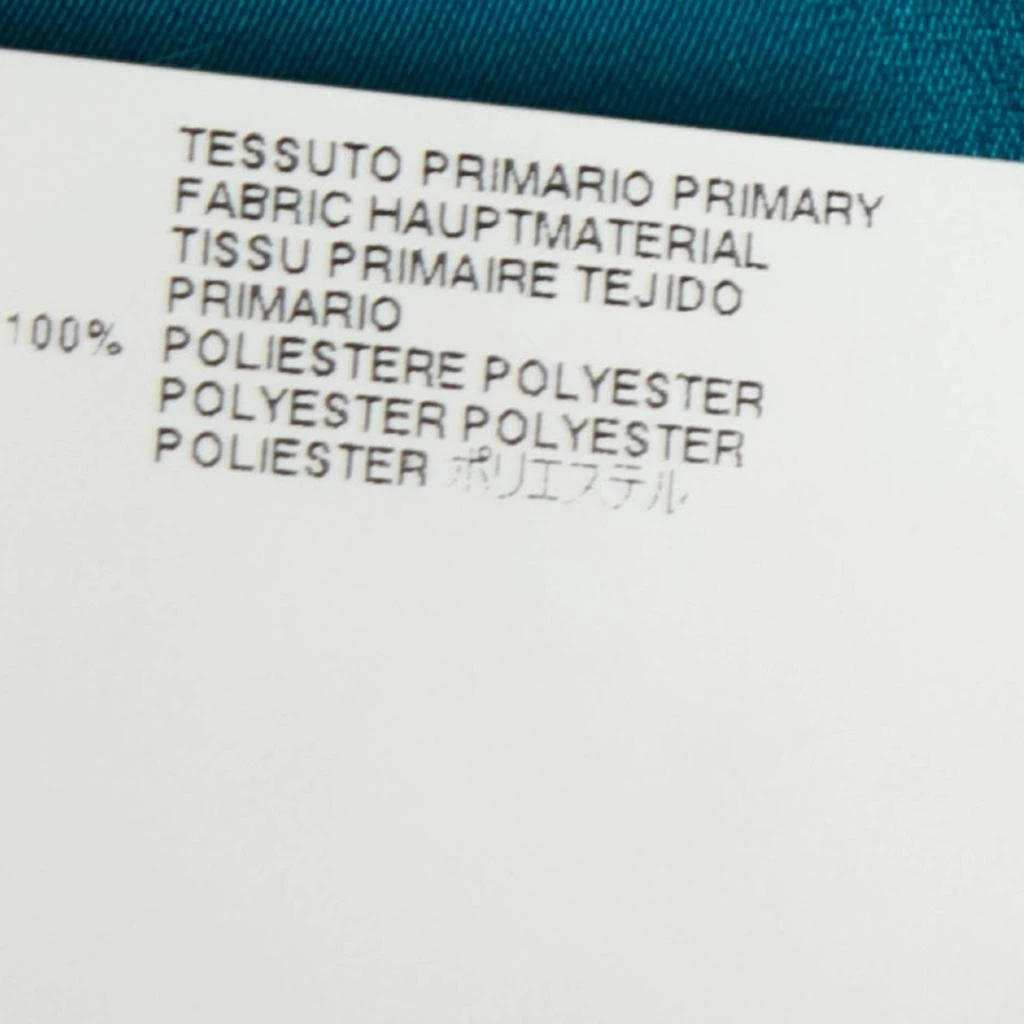 TESSUTO PRIMARIO PRIMARY
FABRIC HAUPTMATERIAL
TISSU PRIMAIRE TEJIDO
PRIMARIO
100% POLIESTERE POLYESTER
POLYESTER POLYESTER
POLIESTER ポリエステル